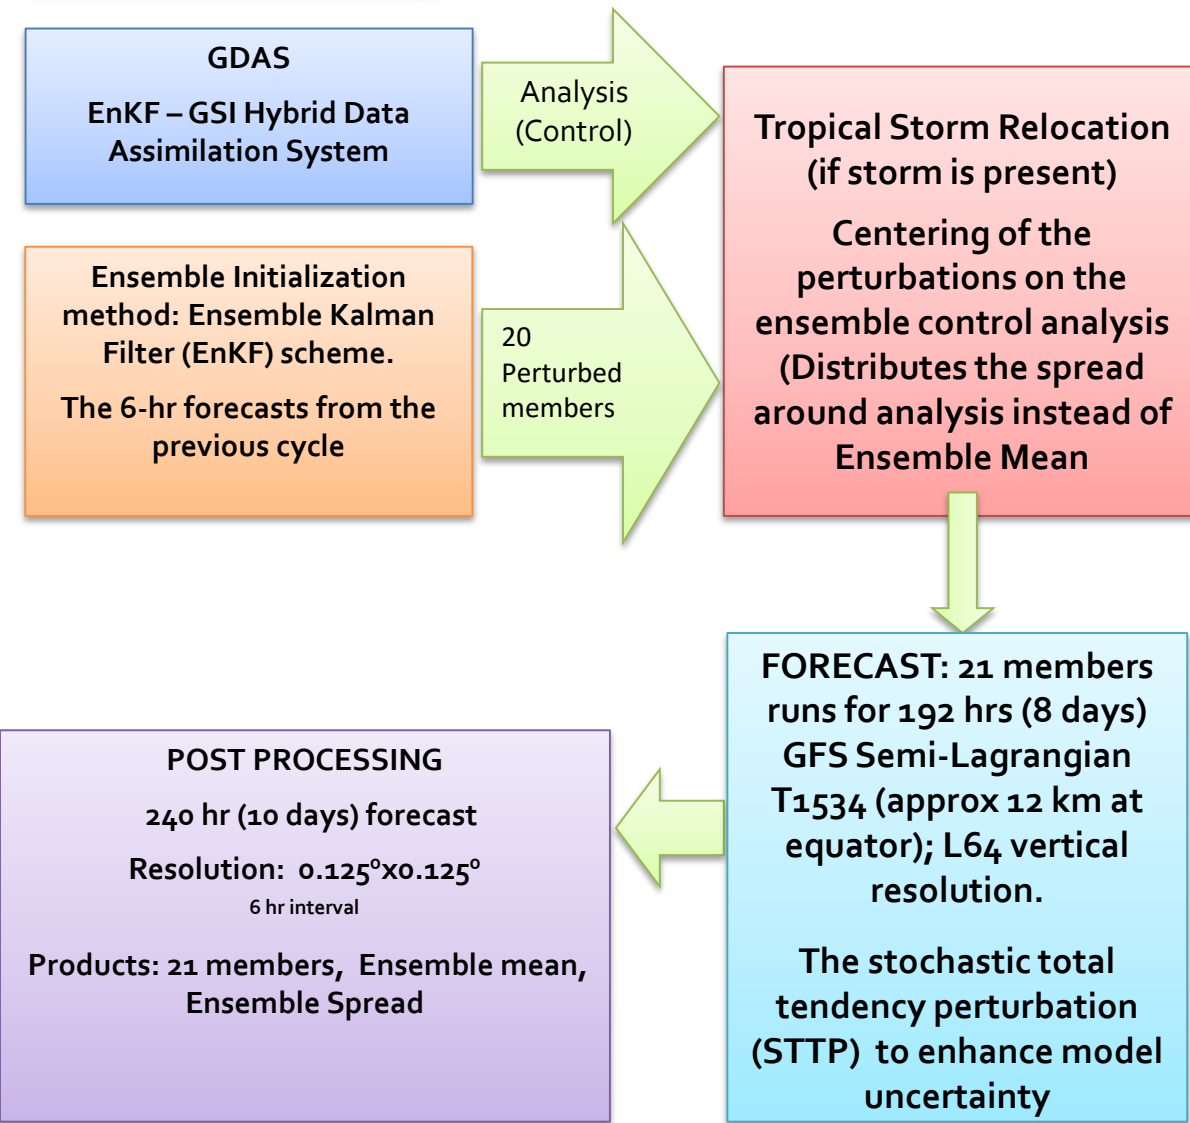 GDAS
EnKF – GSI Hybrid Data
Assimilation System
Analysis
(Control)
Ensemble Initialization
method: Ensemble Kalman
Filter (EnKF) scheme.
The 6-hr forecasts from the
previous cycle
20
Perturbed
members
Tropical Storm Relocation
(if storm is present)
Centering of the
perturbations on the
ensemble control analysis
(Distributes the spread
around analysis instead of
Ensemble Mean
FORECAST: 21 members
runs for 192 hrs (8 days)
GFS Semi-Lagrangian
T1534 (approx 12 km at
equator); L64 vertical
resolution.
The stochastic total
tendency perturbation
(STTP) to enhance model
uncertainty
POST PROCESSING
240 hr (10 days) forecast
Resolution: 0.125°x0.125°
6 hr interval
Products: 21 members, Ensemble mean,
Ensemble Spread